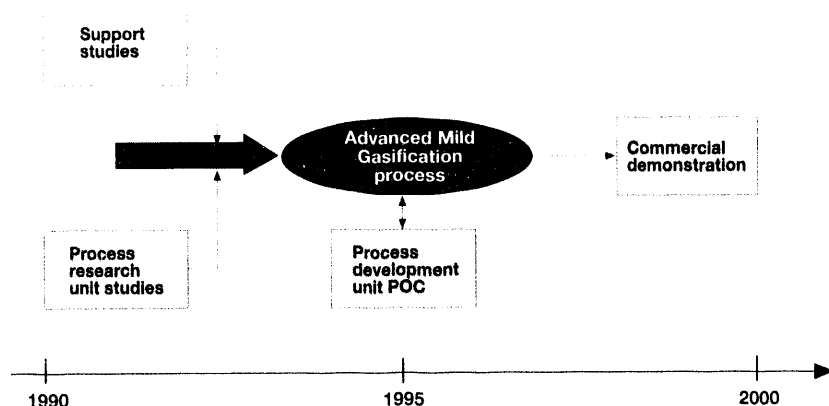 Support
studies
Advanced Mild
Gasification
process
Commercial
demonstration
Process
research
unit studies
Process
development
unit POC
1990
1995
2000